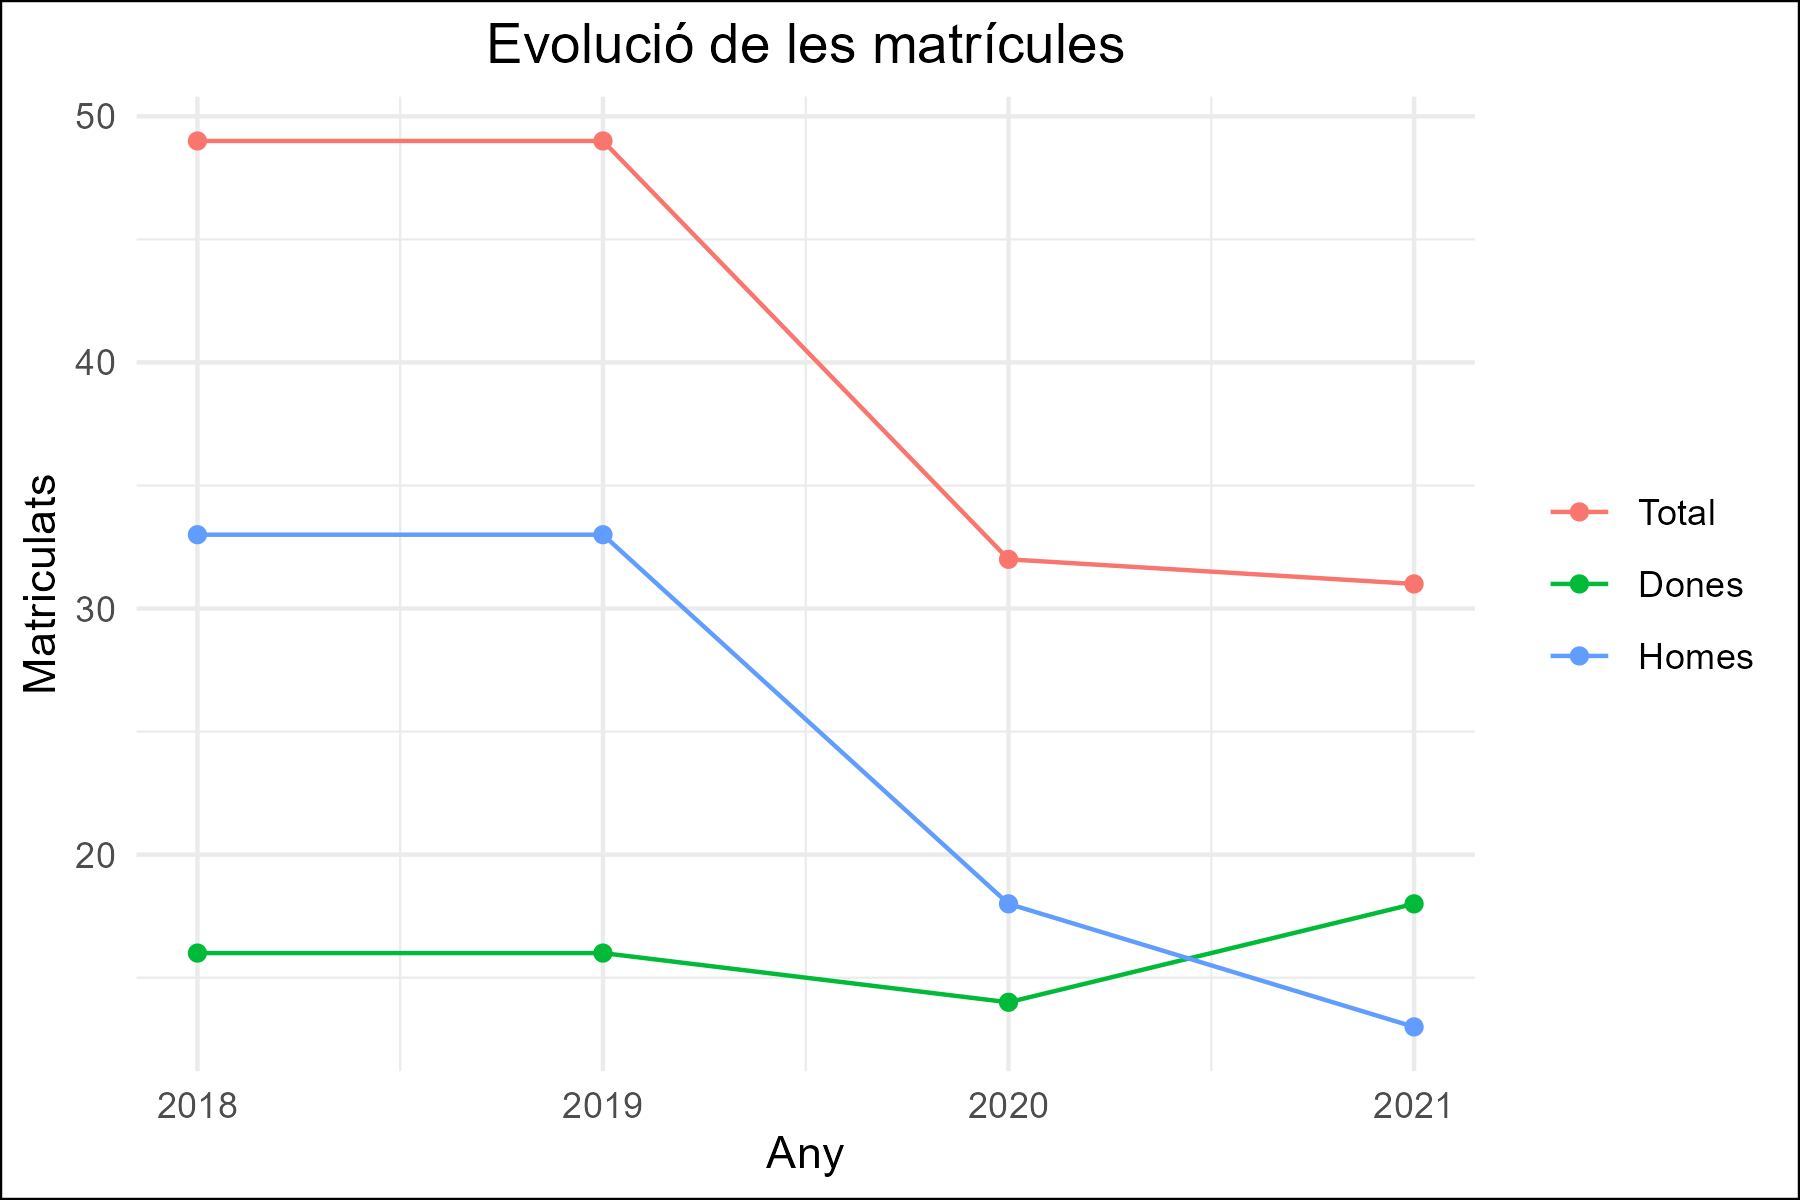 Evolució de les matrícules
50
40
30
20
Matriculats
2018 2019 2020 2021
Any
Total
Dones
Homes